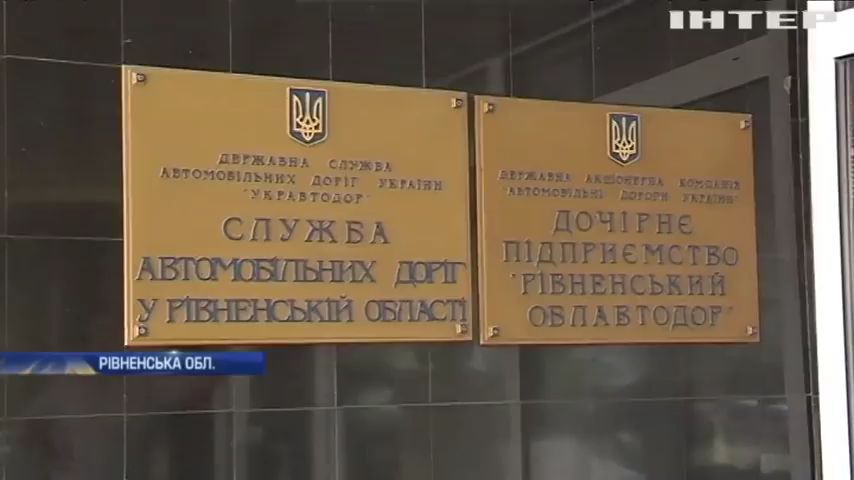 ІНТЕР
ДЕРЖАВНА СЛУЖБА
АВТОМОБІЛЬНИХ ДОРІГ УКРАЇНИ
"УКРАВТОДОР"
СЛУЖБА
АВТОМОБІЛЬНИХ ДОРІГ
У РІВНЕНСЬКІЙ ОБЛАСТІ
ДЕРЖАВНА АКЦІОНЕРНА КОМПАНІЯ
"АВТОМОБІЛЬНІ ДОРОГИ УКРАЇНИ"
ДОЧІРНЄ
ПІДПРИЄМСТВО
"РІВНЕНСЬКИЙ
ОБЛАВТОДОР"
РІВНЕНСЬКА ОБЛ.